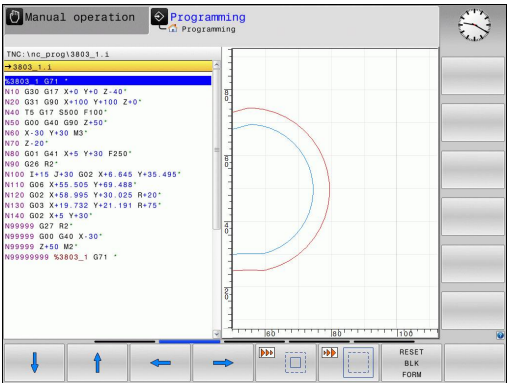 Manual operation
Programming
Programming
TNC:\nc_prog\3803_1.i
→3803_1.i
%3803_1 G71 *
N10 G30 G17 X+0 Y+0 Z-40*
N20 G31 G90 X+100 Y+100 Z+0*
N40 T5 G17 S500 F100*
N50 G00 G40 G90 Z+50*
N60 X-30 Y+30 M3*
N70 Z-20*
N80 G01 G41 X+5 Y+30 F250*
N90 G26 R2*
N100 I+15 J+30 G02 X+6.645 Y+35.495*
N110 G06 X+55.505 Y+69.488*
N120 G02 X+58.995 Y+30.025 R+20*
N130 G03 X+19.732 Y+21.191 R+75*
N140 G02 X+5 Y+30*
N99999 G27 R2*
N99999 G00 G40 X-30*
N99999 Z+50 M2*
N99999999 %3803_1 G71 *
80
60
40
20
60
80
100
RESET
BLK
FORM